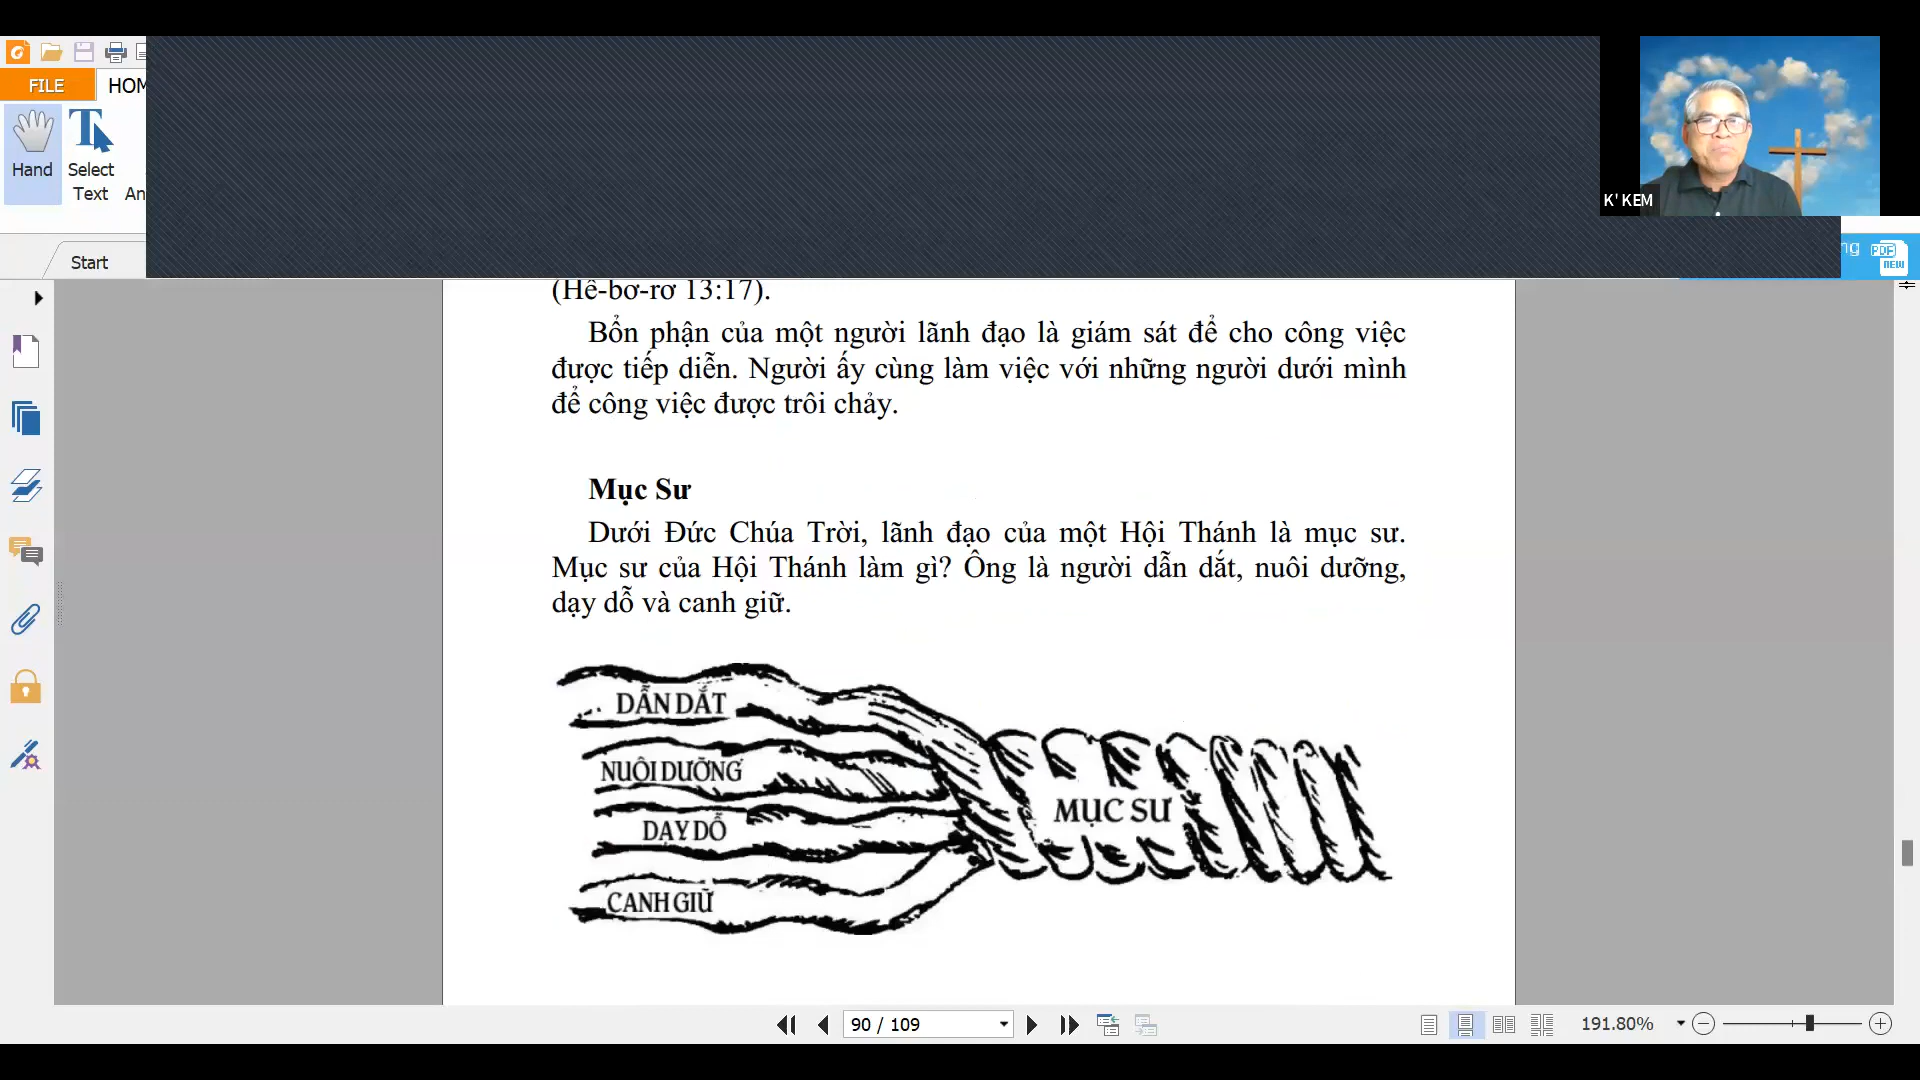 FILE
HOM
Hand
Select
Text
An
Start
K' KEM
ng
PDF
NEW
(Hê-bơ-rơ 13:17).
Bổn phận của một người lãnh đạo là giám sát để cho công việc
được tiếp diễn. Người ấy cùng làm việc với những người dưới mình
để công việc được trôi chảy.
Mục Sư
Dưới Đức Chúa Trời, lãnh đạo của một Hội Thánh là mục sư.
Mục sư của Hội Thánh làm gì? Ông là người dẫn dắt, nuôi dưỡng,
dạy dỗ và canh giữ.
DẪN DẮT
NUÔI DƯỠNG
DẠY DỖ
CANH GIỮ
MỤC SƯ
90 / 109
191.80%